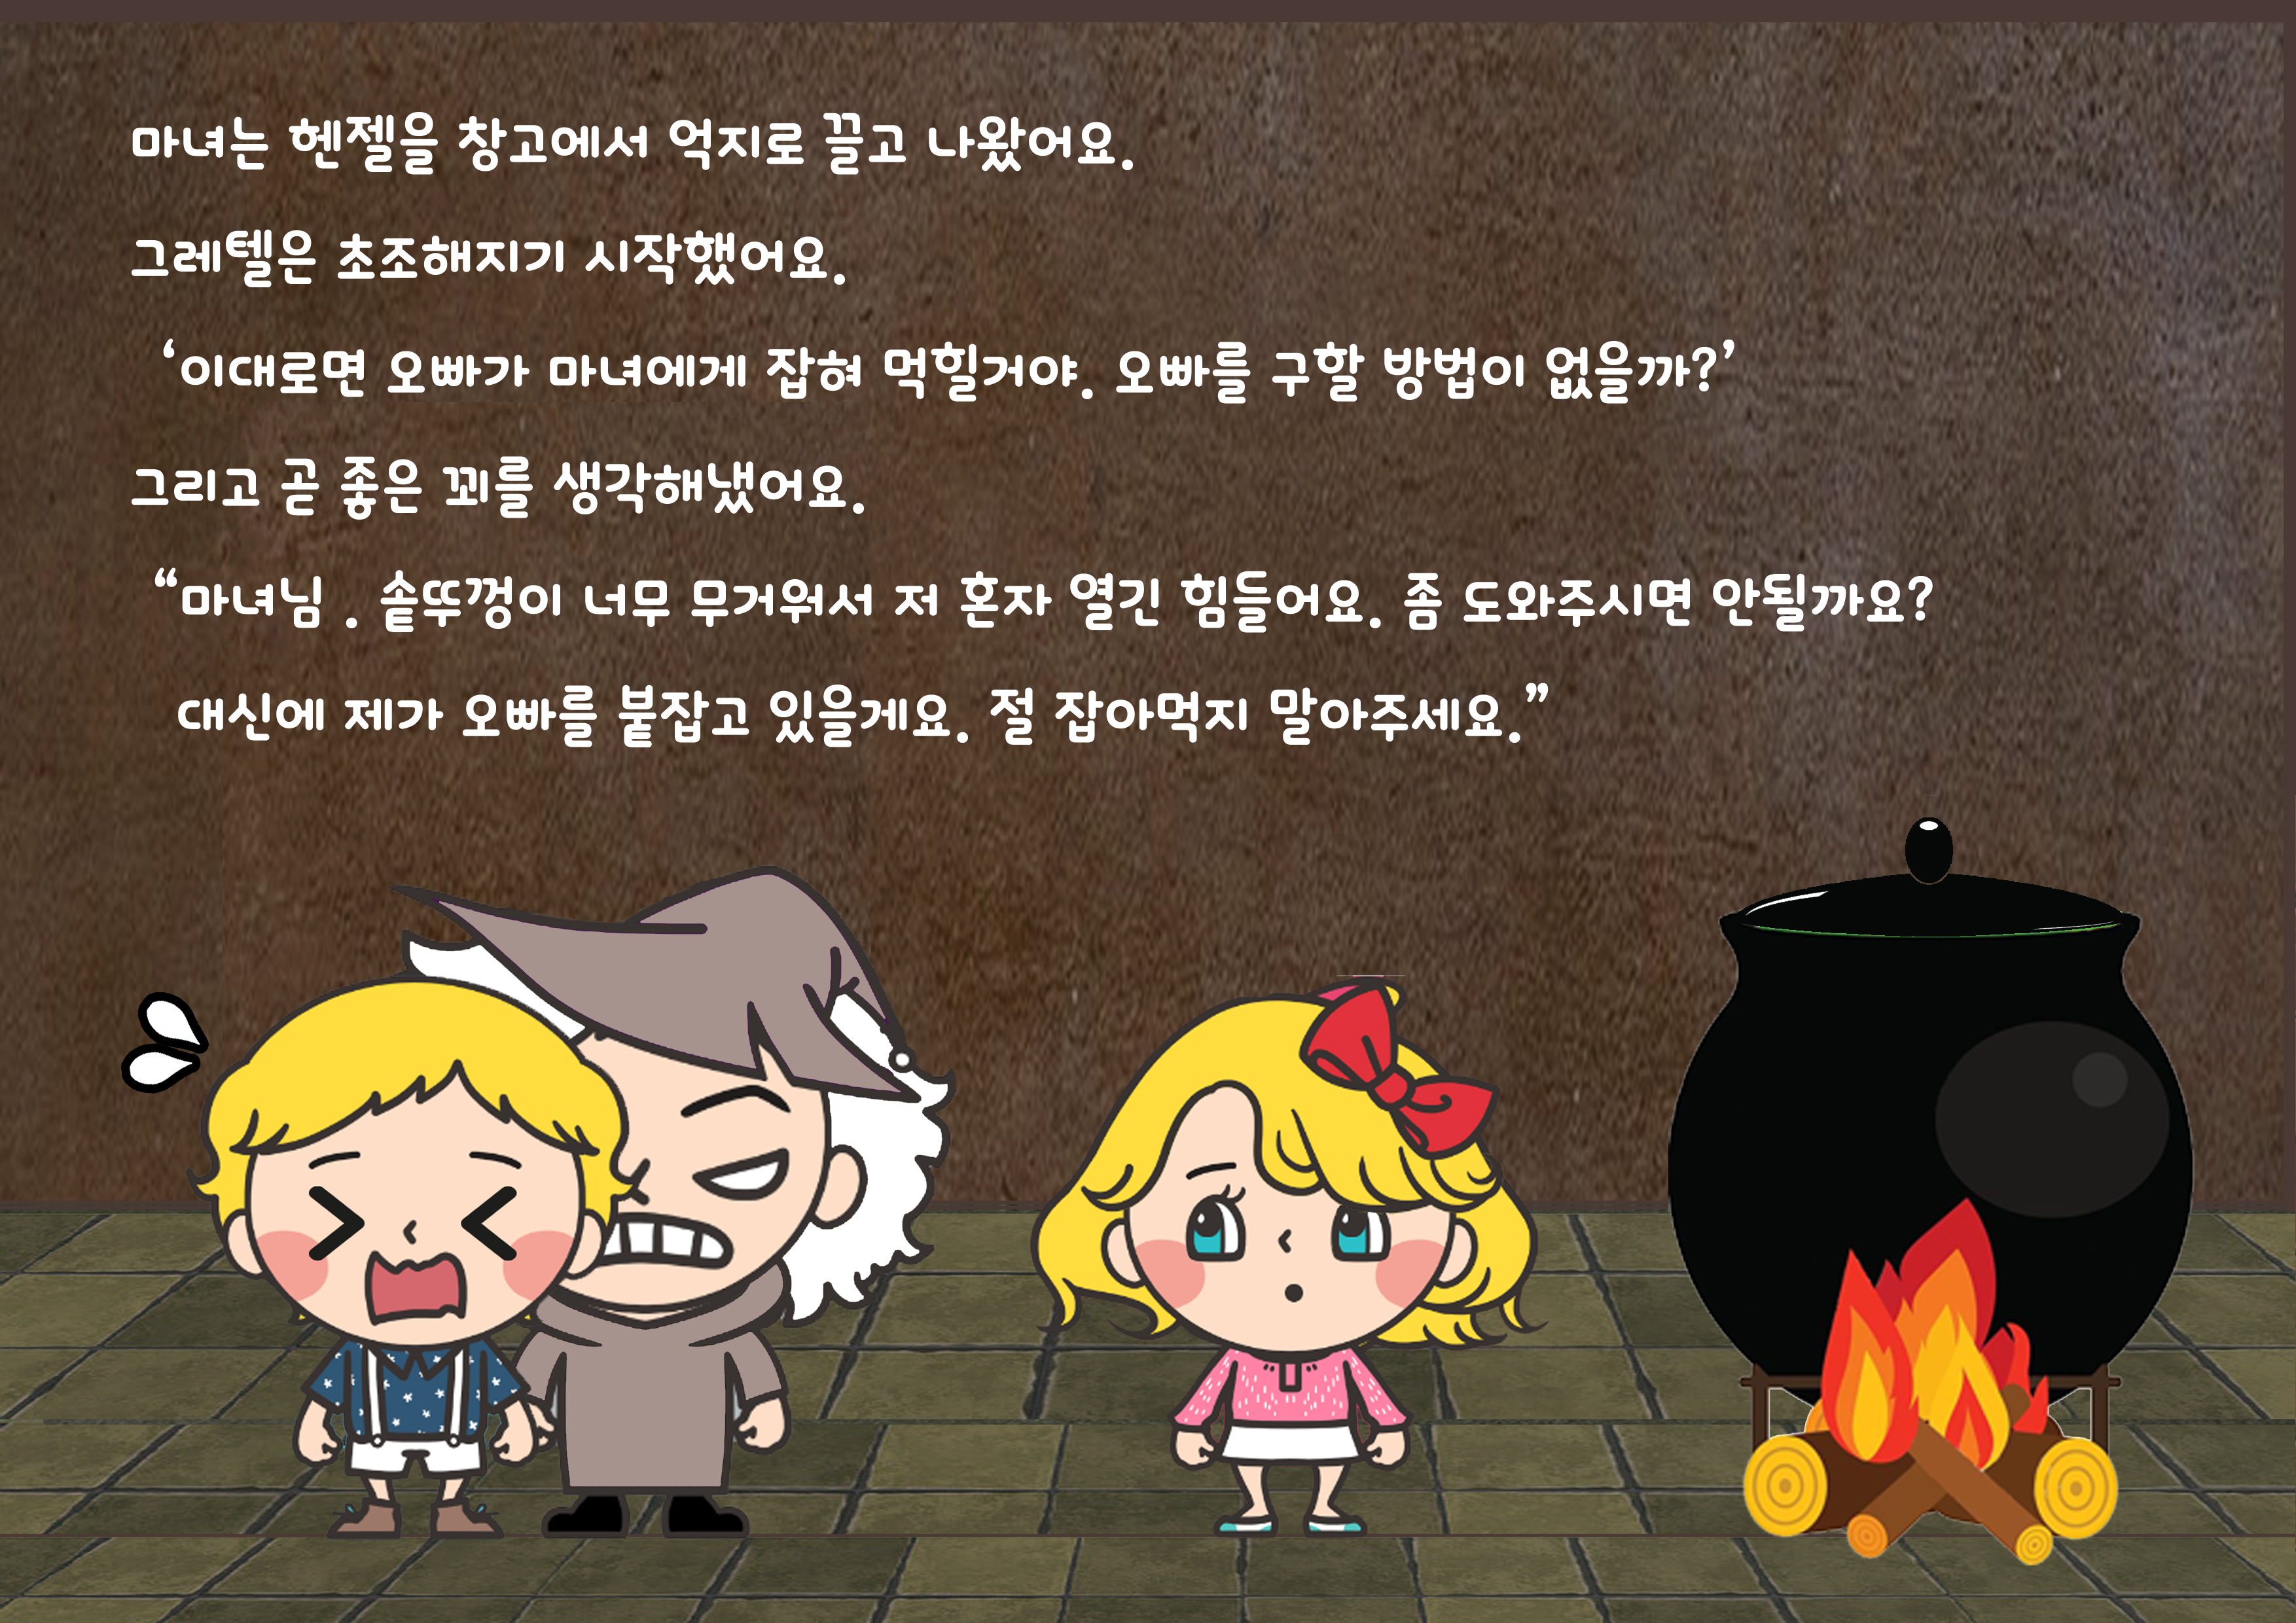 마녀는 헨젤을 창고에서 억지로 끌고 나왔어요.
그레텔은 초조해지기 시작했어요.
‘이대로면 오빠가 마녀에게 잡혀 먹힐거야. 오빠를 구할 방법이 없을까?’
그리고 곧 좋은 꾀를 생각해냈어요.
“마녀님 . 솥뚜껑이 너무 무거워서 저 혼자 열긴 힘들어요. 좀 도와주시면 안될까요?
대신에 제가 오빠를 붙잡고 있을게요. 절 잡아먹지 말아주세요.”